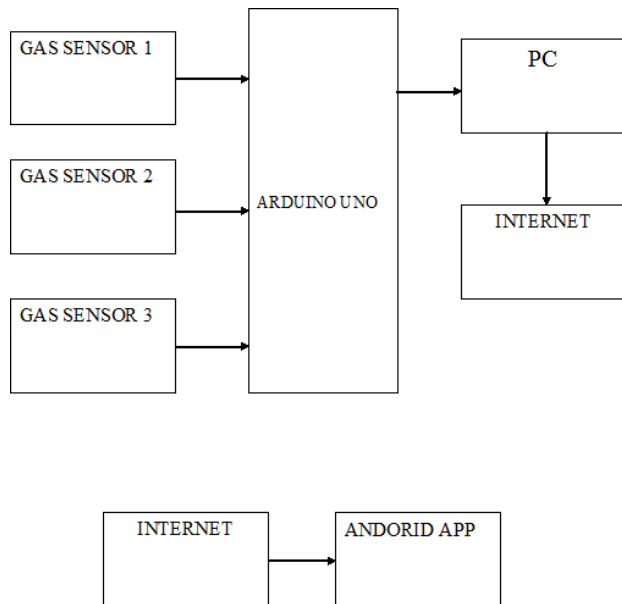 GAS SENSOR 1
GAS SENSOR 2
GAS SENSOR 3
ARDUINO UNO
PC
INTERNET
INTERNET
ANDORID APP